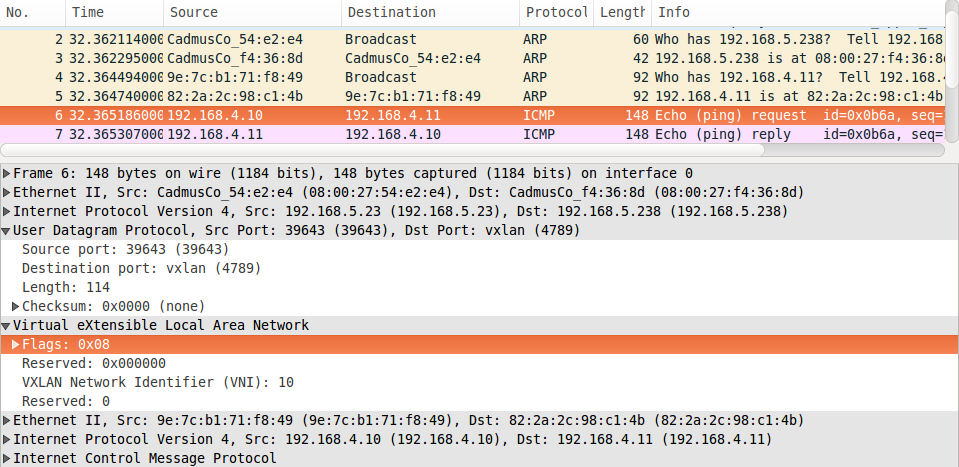 No. Time Source Destination Protocol Length Info
2 32.362114000 CadmusCo_54:e2:e4 Broadcast ARP 60 Who has 192.168.5.238? Tell 192.168.
3 32.362295000 CadmusCo_f4:36:8d CadmusCo_54:e2:e4 ARP 42 192.168.5.238 is at 08:00:27:f4:36:8
4 32.364494000 9e:7c:b1:71:f8:49 Broadcast ARP 92 Who has 192.168.4.11? Tell 192.168.4
5 32.364740000 82:2a:2c:98:c1:4b 9e:7c:b1:71:f8:49 ARP 92 192.168.4.11 is at 82:2a:2c:98:c1:4b
6 32.365186000 192.168.4.10 192.168.4.11 ICMP 148 Echo (ping) request id=0x0b6a, seq=
7 32.365307000 192.168.4.11 192.168.4.10 ICMP 148 Echo (ping) reply id=0x0b6a, seq=
Frame 6: 148 bytes on wire (1184 bits), 148 bytes captured (1184 bits) on interface 0
Ethernet II, Src: CadmusCo_54:e2:e4 (08:00:27:54:e2:e4), Dst: CadmusCo_f4:36:8d (08:00:27:f4:36:8d)
Internet Protocol Version 4, Src: 192.168.5.23 (192.168.5.23), Dst: 192.168.5.238 (192.168.5.238)
User Datagram Protocol, Src Port: 39643 (39643), Dst Port: vxlan (4789)
Source port: 39643 (39643)
Destination port: vxlan (4789)
Length: 114
Checksum: 0x0000 (none)
Virtual eXtensible Local Area Network
Flags: 0x08
Reserved: 0x000000
VXLAN Network Identifier (VNI): 10
Reserved: 0
Ethernet II, Src: 9e:7c:b1:71:f8:49 (9e:7c:b1:71:f8:49), Dst: 82:2a:2c:98:c1:4b (82:2a:2c:98:c1:4b)
Internet Protocol Version 4, Src: 192.168.4.10 (192.168.4.10), Dst: 192.168.4.11 (192.168.4.11)
Internet Control Message Protocol